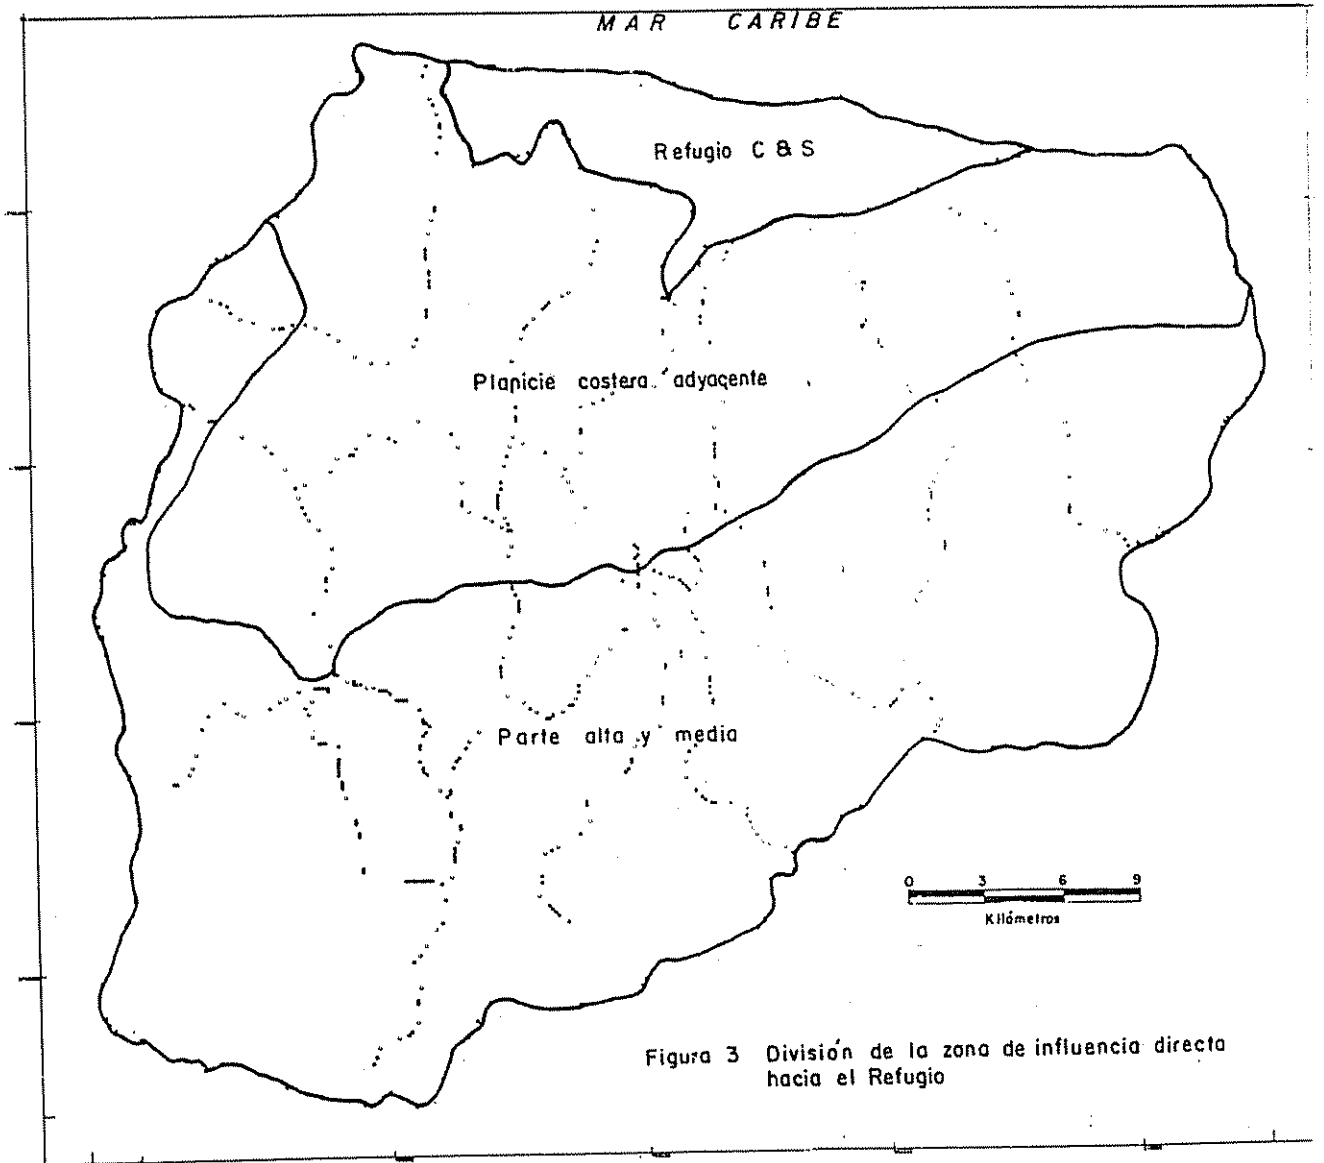 MAR CARIBE
Refugio C & S
Planicie costera adyacente
Parte alta y media
0 3 6 9
Kilómetros
Figura 3 División de la zona de influencia directa
hacia el Refugio